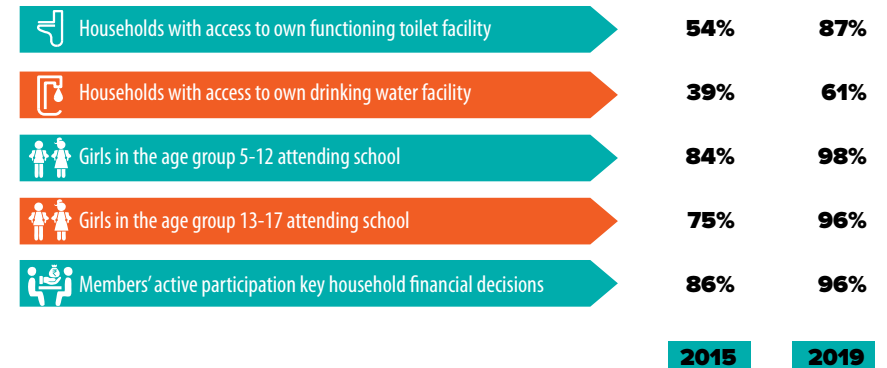 Households with access to own functioning toilet facility 54% 87%
Households with access to own drinking water facility 39% 61%
Girls in the age group 5-12 attending school 84% 98%
Girls in the age group 13-17 attending school 75% 96%
Members' active participation key household financial decisions 86% 96%
2015 2019